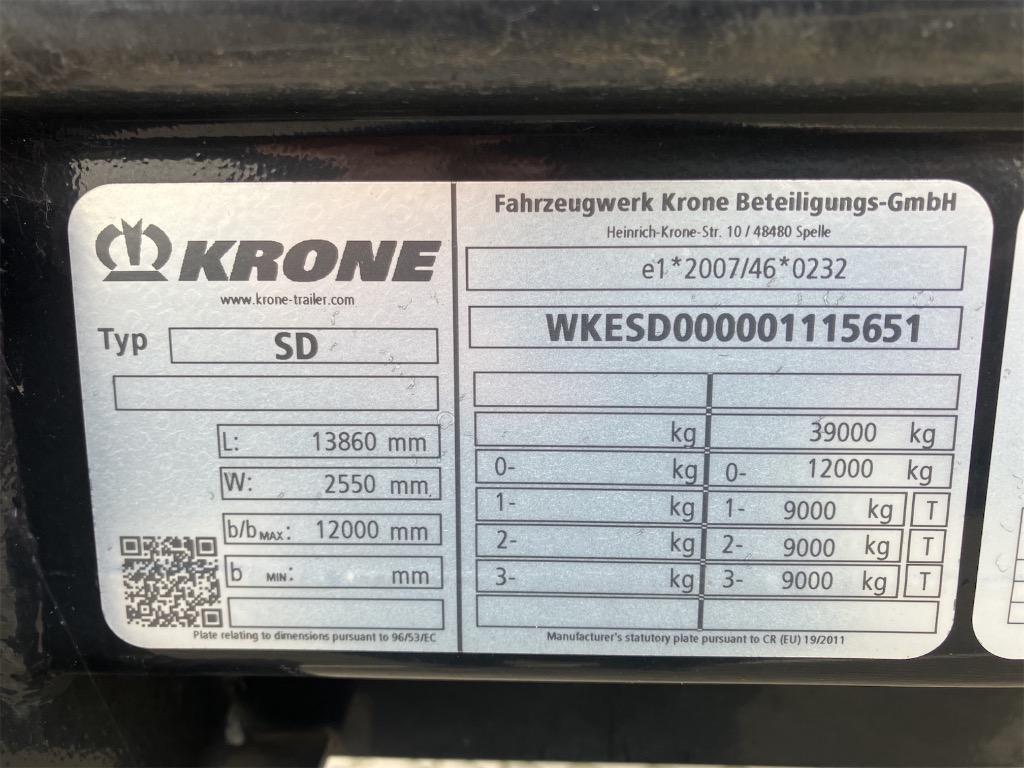 KRONE
www.krone-trailer.com
Typ SD
L: 13860 mm
W: 2550 mm
b/b MAX: 12000 mm
b MIN: mm
Plate relating to dimensions pursuant to 96/53/EC
Fahrzeugwerk Krone Beteiligungs-GmbH
Heinrich-Krone-Str. 10 / 48480 Spelle
e1*2007/46*0232
WKESD000001115651
kg 39000 kg
0- kg 0- 12000 kg
1- kg 1- 9000 kg T
2- kg 2- 9000 kg T
3- kg 3- 9000 kg T
Manufacturer's statutory plate pursuant to CR (EU) 19/2011